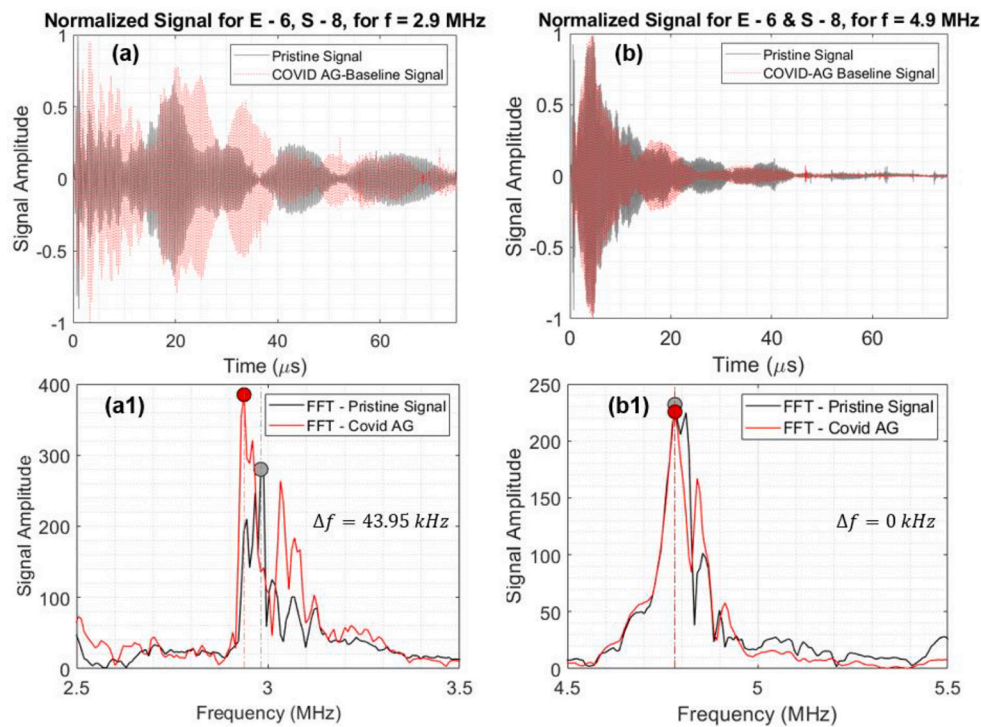 Normalized Signal for E - 6, S - 8, for f = 2.9 MHz
(a)
Pristine Signal
COVID AG-Baseline Signal
1
0.5
0
-0.5
-1
Signal Amplitude
0 20 40 60
Time (μs)
Normalized Signal for E - 6 & S - 8, for f = 4.9 MHz
(b)
Pristine Signal
COVID-AG Baseline Signal
1
0.5
0
-0.5
-1
Signal Amplitude
0 20 40 60
Time (μs)
(a1)
FFT - Pristine Signal
FFT - Covid AG
Δf = 43.95 kHz
400
300
200
100
0
Signal Amplitude
2.5 3 3.5
Frequency (MHz)
(b1)
FFT - Pristine Signal
FFT - Covid AG
Δf = 0 kHz
250
200
150
100
50
0
Signal Amplitude
4.5 5 5.5
Frequency (MHz)